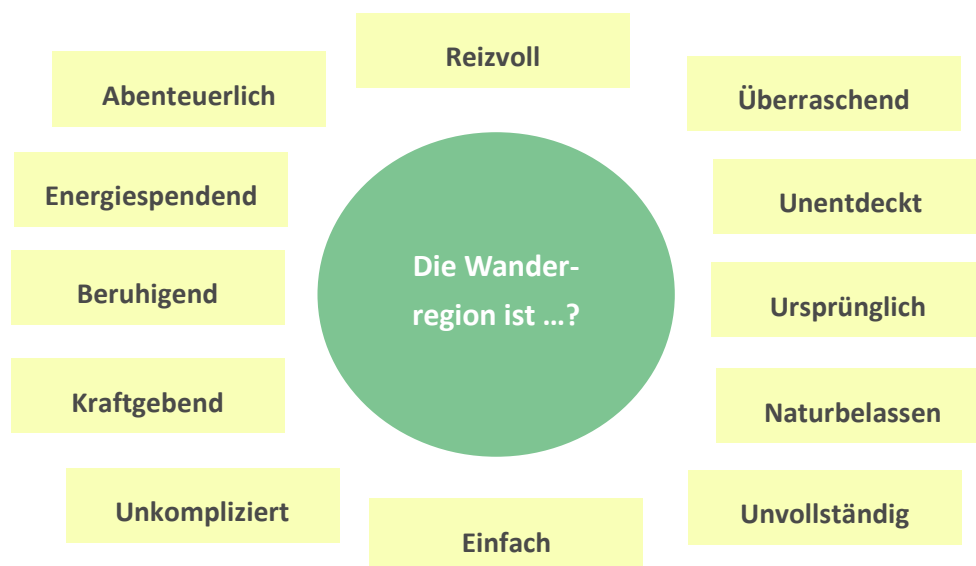 Reizvoll
Abenteuerlich
Überraschend
Energiespendend
Unentdeckt
Die Wander-
region ist ...?
Beruhigend
Ursprünglich
Kraftgebend
Naturbelassen
Unkompliziert
Unvollständig
Einfach